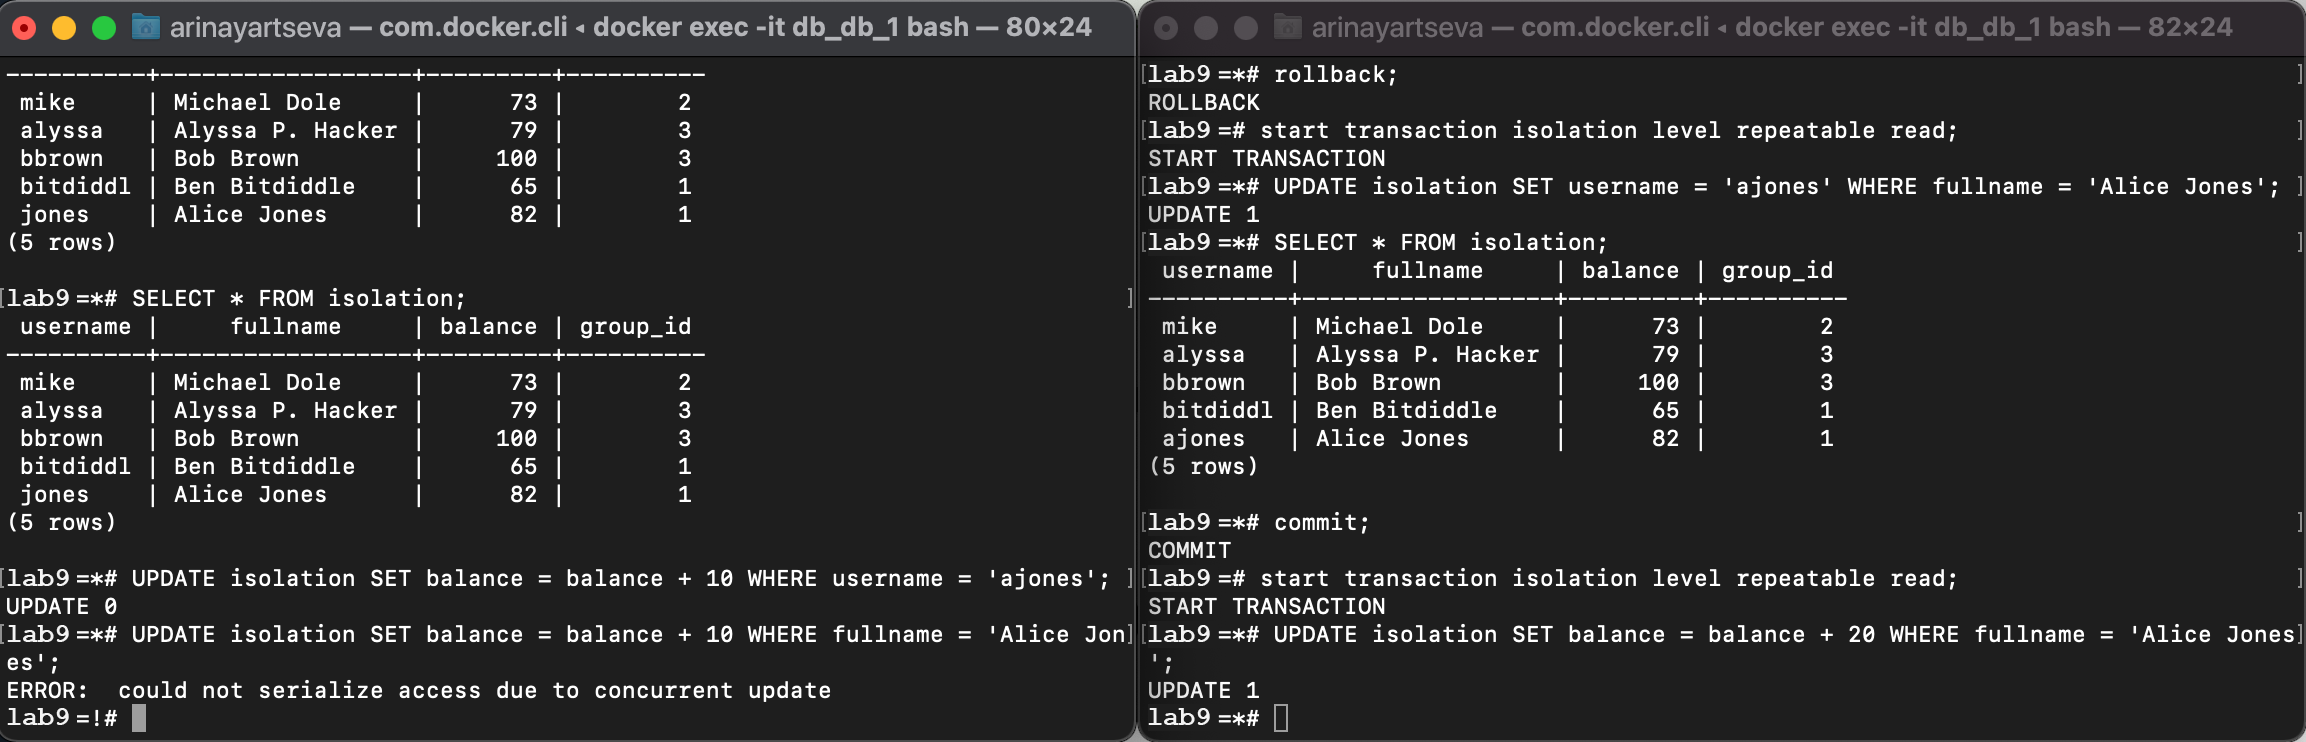 arinayartseva — com.docker.cli ◂ docker exec -it db_db_1 bash — 80×24
----------+------------------+---------+----------
 mike     | Michael Dole     |      73 |        2
 alyssa   | Alyssa P. Hacker |      79 |        3
 bbrown   | Bob Brown        |     100 |        3
 bitdiddl | Ben Bitdiddle    |      65 |        1
 jones    | Alice Jones      |      82 |        1
(5 rows)
[lab9=*# SELECT * FROM isolation; ]
 username |     fullname     | balance | group_id
----------+------------------+---------+----------
 mike     | Michael Dole     |      73 |        2
 alyssa   | Alyssa P. Hacker |      79 |        3
 bbrown   | Bob Brown        |     100 |        3
 bitdiddl | Ben Bitdiddle    |      65 |        1
 jones    | Alice Jones      |      82 |        1
(5 rows)
[lab9=*# UPDATE isolation SET balance = balance + 10 WHERE username = 'ajones'; ]
UPDATE 0
[lab9=*# UPDATE isolation SET balance = balance + 10 WHERE fullname = 'Alice Jon]
es';
ERROR:  could not serialize access due to concurrent update
lab9=!#
arinayartseva — com.docker.cli ◂ docker exec -it db_db_1 bash — 82×24
[lab9=*# rollback; ]
ROLLBACK
[lab9=# start transaction isolation level repeatable read; ]
START TRANSACTION
[lab9=*# UPDATE isolation SET username = 'ajones' WHERE fullname = 'Alice Jones'; ]
UPDATE 1
[lab9=*# SELECT * FROM isolation; ]
 username |     fullname     | balance | group_id
----------+------------------+---------+----------
 mike     | Michael Dole     |      73 |        2
 alyssa   | Alyssa P. Hacker |      79 |        3
 bbrown   | Bob Brown        |     100 |        3
 bitdiddl | Ben Bitdiddle    |      65 |        1
 ajones   | Alice Jones      |      82 |        1
(5 rows)
[lab9=*# commit; ]
COMMIT
[lab9=# start transaction isolation level repeatable read; ]
START TRANSACTION
[lab9=*# UPDATE isolation SET balance = balance + 20 WHERE fullname = 'Alice Jones]
';
UPDATE 1
lab9=*#